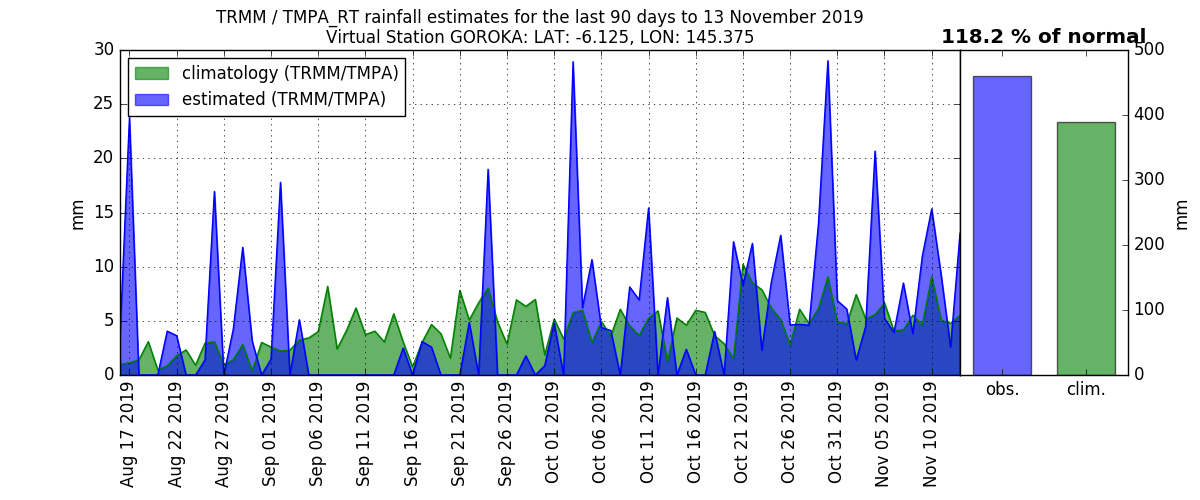 TRMM / TMPA_RT rainfall estimates for the last 90 days to 13 November 2019
Virtual Station GOROKA: LAT: -6.125, LON: 145.375
118.2 % of normal
climatology (TRMM/TMPA)
estimated (TRMM/TMPA)
30
25
20
15
10
5
0
mm
500
400
300
200
100
0
mm
obs.
clim.
Aug 17 2019
Aug 22 2019
Aug 27 2019
Sep 01 2019
Sep 06 2019
Sep 11 2019
Sep 16 2019
Sep 21 2019
Sep 26 2019
Oct 01 2019
Oct 06 2019
Oct 11 2019
Oct 16 2019
Oct 21 2019
Oct 26 2019
Oct 31 2019
Nov 05 2019
Nov 10 2019